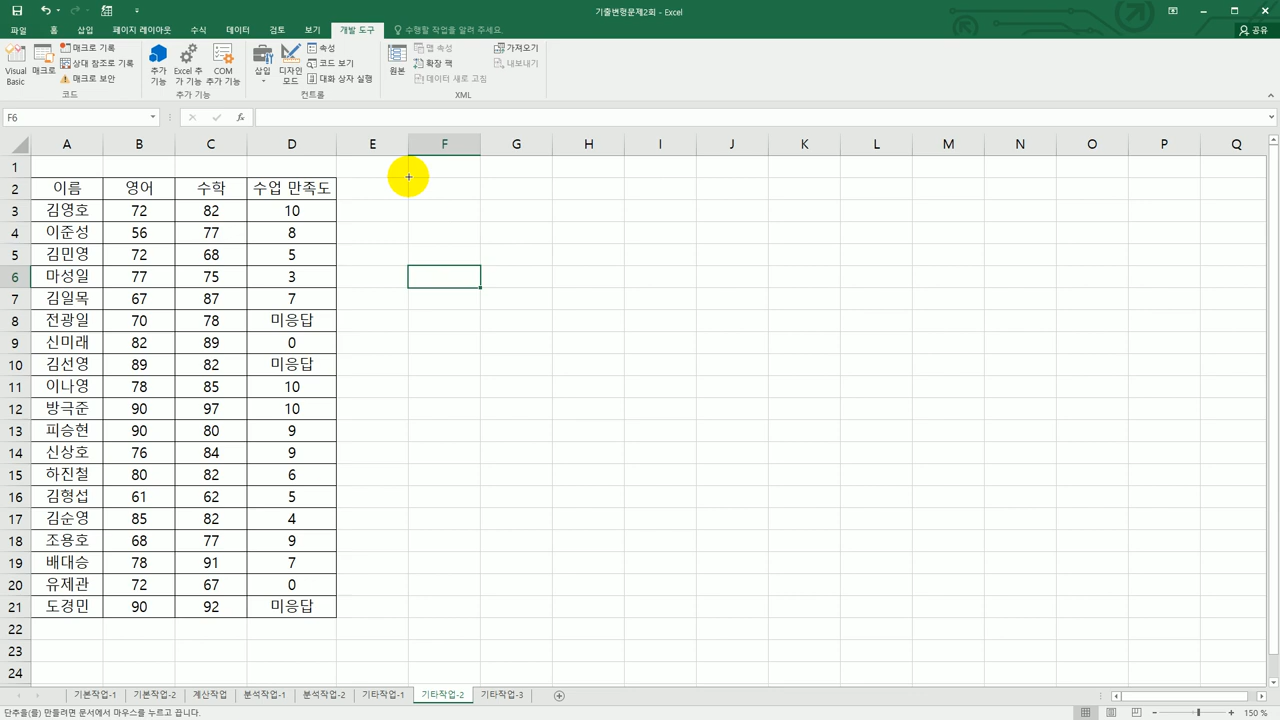 기출변형문제2회 - Excel
파일 홈 삽입 페이지 레이아웃 수식 데이터 검토 보기 개발 도구 수행할 작업을 알려 주세요. 공유
Visual Basic
매크로
매크로 기록
상대 참조로 기록
매크로 보안
코드
추가 기능
Excel 추가 기능
COM 추가 기능
추가 기능
삽입
디자인 모드
속성
코드 보기
대화 상자 실행
컨트롤
원본
맵 속성
확장 팩
데이터 새로 고침
가져오기
내보내기
XML
F6 fx
A B C D E F G H I J K L M N O P Q
1
2 이름 영어 수학 수업 만족도
3 김영호 72 82 10
4 이준성 56 77 8
5 김민영 72 68 5
6 마성일 77 75 3
7 김일목 67 87 7
8 전광일 70 78 미응답
9 신미래 82 89 0
10 김선영 89 82 미응답
11 이나영 78 85 10
12 방극준 90 97 10
13 피승현 90 80 9
14 신상호 76 84 9
15 하진철 80 82 6
16 김형섭 61 62 5
17 김순영 85 82 4
18 조용호 68 77 9
19 배대승 78 91 7
20 유제관 72 67 0
21 도경민 90 92 미응답
22
23
24
기본작업-1 기본작업-2 계산작업 분석작업-1 분석작업-2 기타작업-1 기타작업-2 기타작업-3
단추을(를) 만들려면 문서에서 마우스를 누르고 끕니다. 150 %